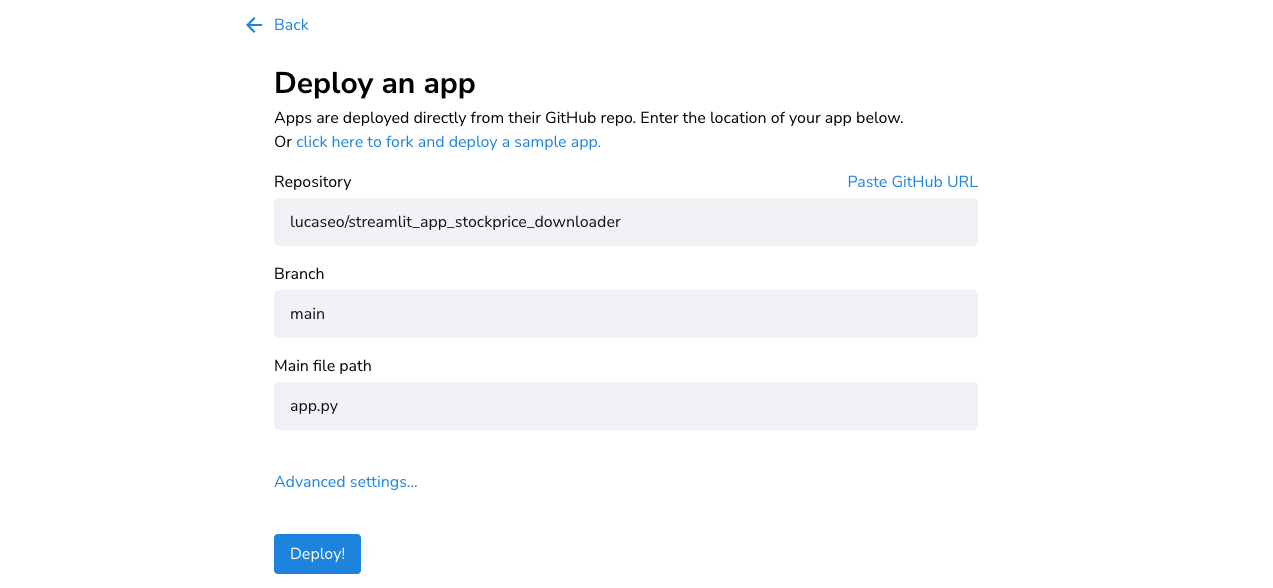 Back
Deploy an app
Apps are deployed directly from their GitHub repo. Enter the location of your app below.
Or click here to fork and deploy a sample app.
Repository Paste GitHub URL
lucaseo/streamlit_app_stockprice_downloader
Branch
main
Main file path
app.py
Advanced settings...
Deploy!